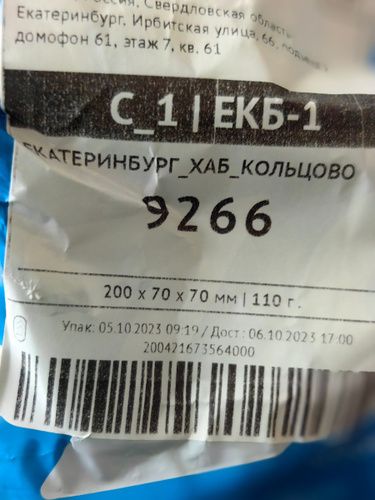 Россия, Свердловская область,
Екатеринбург, Ирбитская улица, 66,
домофон 61, этаж 7, кв. 61
С_1 | ЕКБ-1
ЕКАТЕРИНБУРГ_ХАБ_КОЛЬЦОВО
9266
200 x 70 x 70 мм | 110 г.
Упак: 05.10.2023 09:19 / Дост: 06.10.2023 17:00
200421673564000